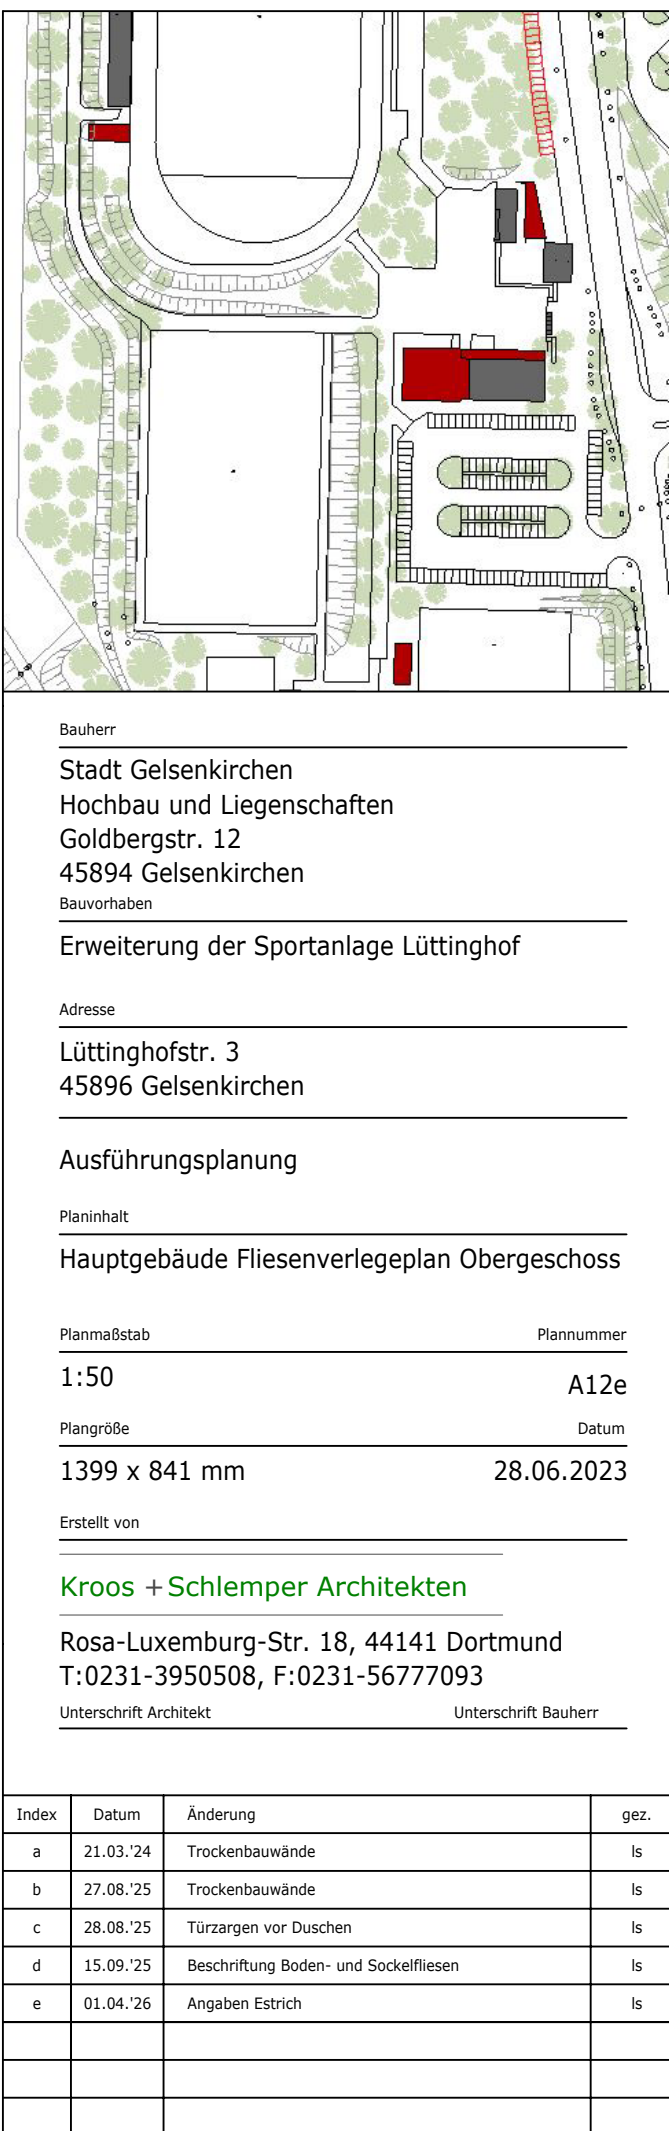 Bauherr
Stadt Gelsenkirchen
Hochbau und Liegenschaften
Goldbergstr. 12
45894 Gelsenkirchen
Bauvorhaben
Erweiterung der Sportanlage Lüttinghof
Adresse
Lüttinghofstr. 3
45896 Gelsenkirchen
Ausführungsplanung
Planinhalt
Hauptgebäude Fliesenverlegeplan Obergeschoss
Planmaßstab Plannummer
1:50 A12e
Plangröße Datum
1399 x 841 mm 28.06.2023
Erstellt von
Kroos + Schlemper Architekten
Rosa-Luxemburg-Str. 18, 44141 Dortmund
T:0231-3950508, F:0231-56777093
Unterschrift Architekt Unterschrift Bauherr
Index Datum Änderung gez.
a 21.03.'24 Trockenbauwände ls
b 27.08.'25 Trockenbauwände ls
c 28.08.'25 Türzargen vor Duschen ls
d 15.09.'25 Beschriftung Boden- und Sockelfliesen ls
e 01.04.'26 Angaben Estrich ls